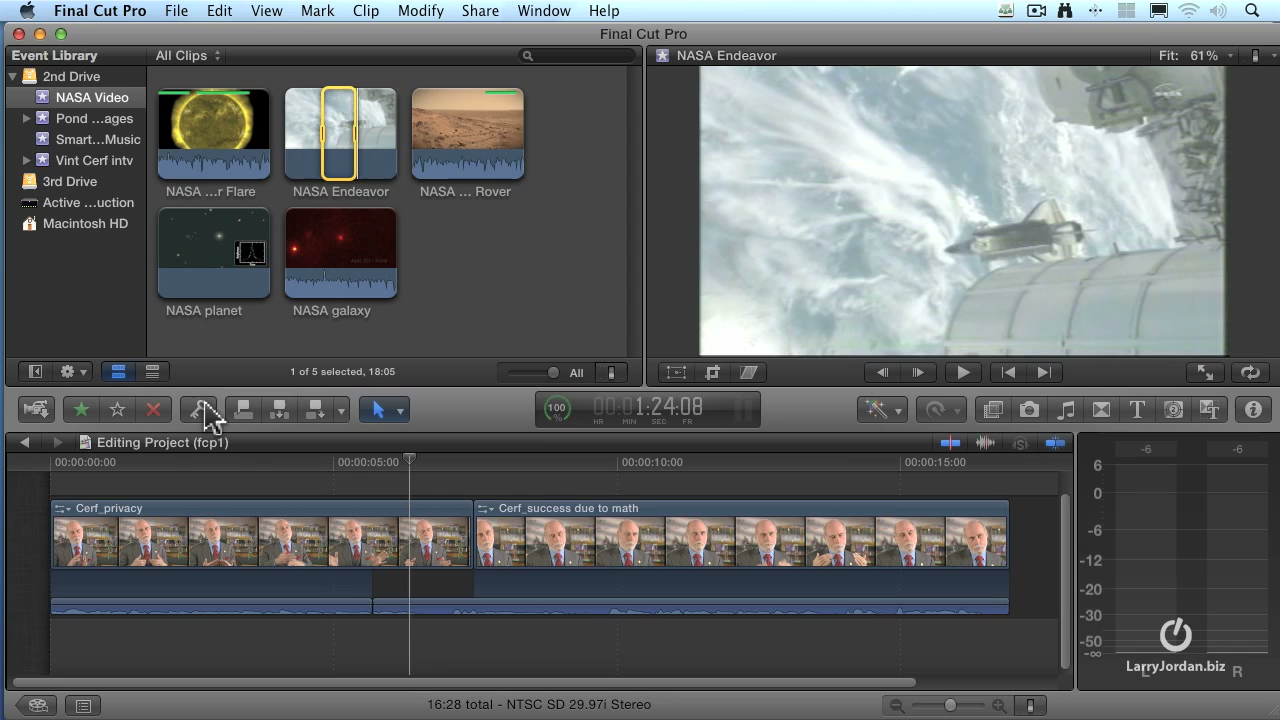 Final Cut Pro File Edit View Mark Clip Modify Share Window Help
Final Cut Pro
Event Library
All Clips
NASA Endeavor
Fit: 61%
2nd Drive
NASA Video
Pond ...ages
Smart...Music
Vint Cerf intv
3rd Drive
Active ...uction
Macintosh HD
NASA ...r Flare
NASA Endeavor
NASA ... Rover
NASA planet
NASA galaxy
1 of 5 selected, 18:05
All
100
00:00:1:24:08
HR MIN SEC FR
Editing Project (fcp1)
00:00:00:00
00:00:05:00
00:00:10:00
00:00:15:00
Cerf_privacy
Cerf_success due to math
-6 -6
6
0
-6
-12
-20
-30
-50
-∞
LarryJordan.biz
L R
16:28 total - NTSC SD 29.97i Stereo